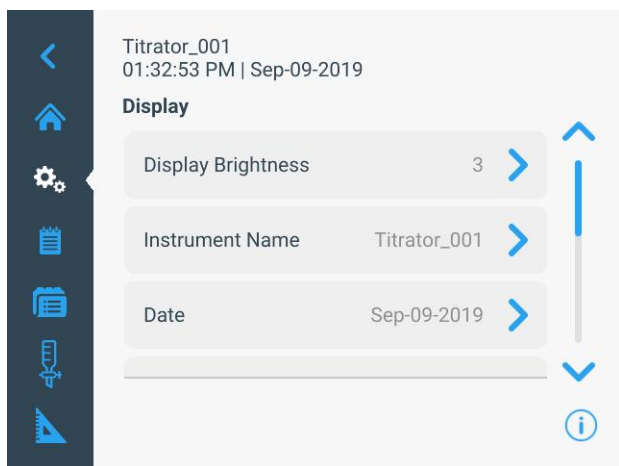 Titrator_001
01:32:53 PM | Sep-09-2019
Display
Display Brightness 3
Instrument Name Titrator_001
Date Sep-09-2019
i